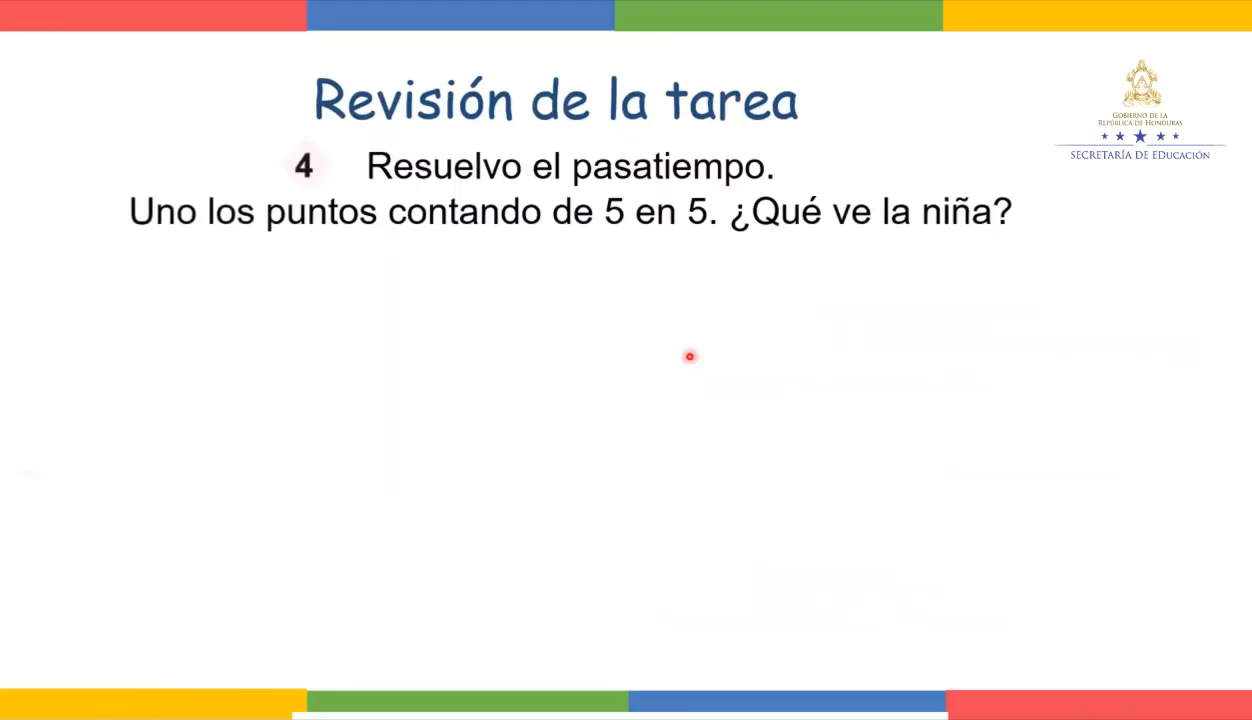 Revisión de la tarea
GOBIERNO DE LA
REPÚBLICA DE HONDURAS
SECRETARÍA DE EDUCACIÓN
4 Resuelvo el pasatiempo.
Uno los puntos contando de 5 en 5. ¿Qué ve la niña?